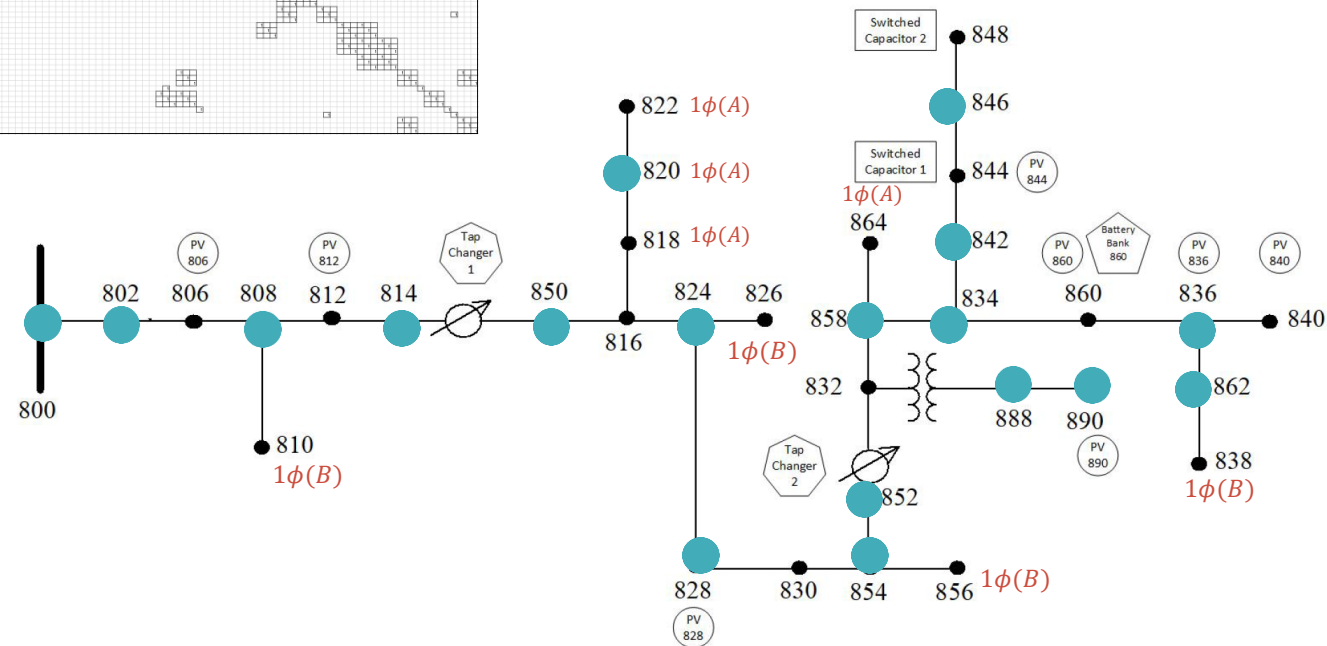 Switched
Capacitor 2
848
846
822 1ϕ(A)
820 1ϕ(A)
818 1ϕ(A)
Switched
Capacitor 1
844
PV
844
1ϕ(A)
864
842
PV
806
PV
812
Tap
Changer
1
PV
860
Battery
Bank
860
PV
836
PV
840
802
806
808
812
814
850
824
826
834
860
836
858
840
816
1ϕ(B)
832
862
800
888
890
810
1ϕ(B)
Tap
Changer
2
PV
890
838
1ϕ(B)
852
828
830
854
856
1ϕ(B)
PV
828